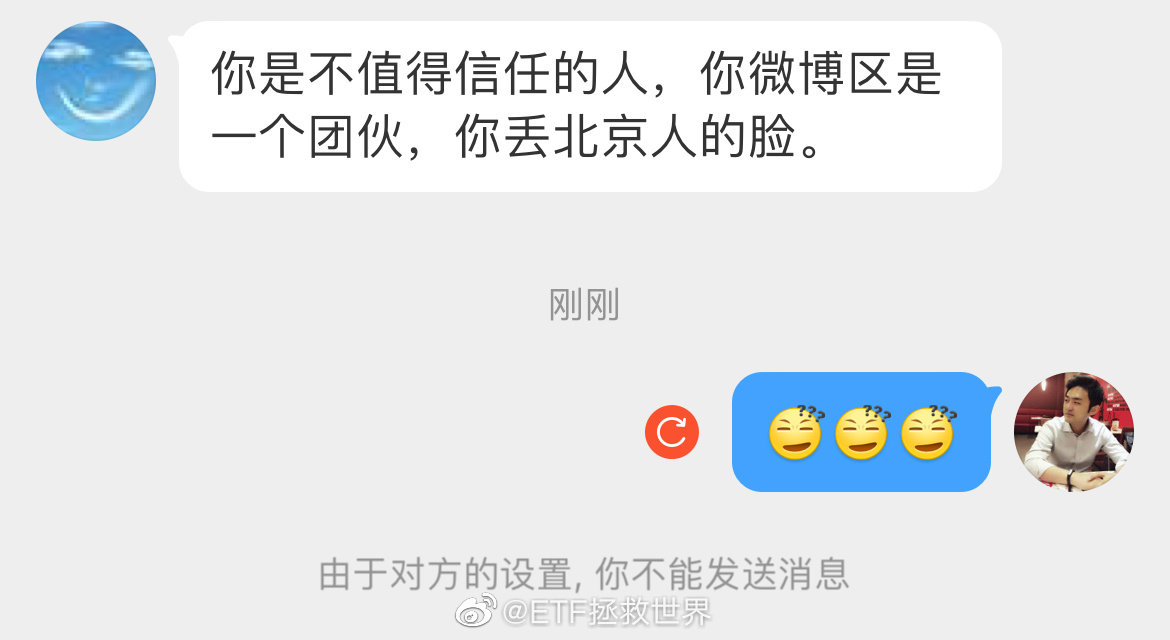 你是不值得信任的人，你微博区是
一个团伙，你丢北京人的脸。
刚刚
由于对方的设置, 你不能发送消息
@ETF拯救世界